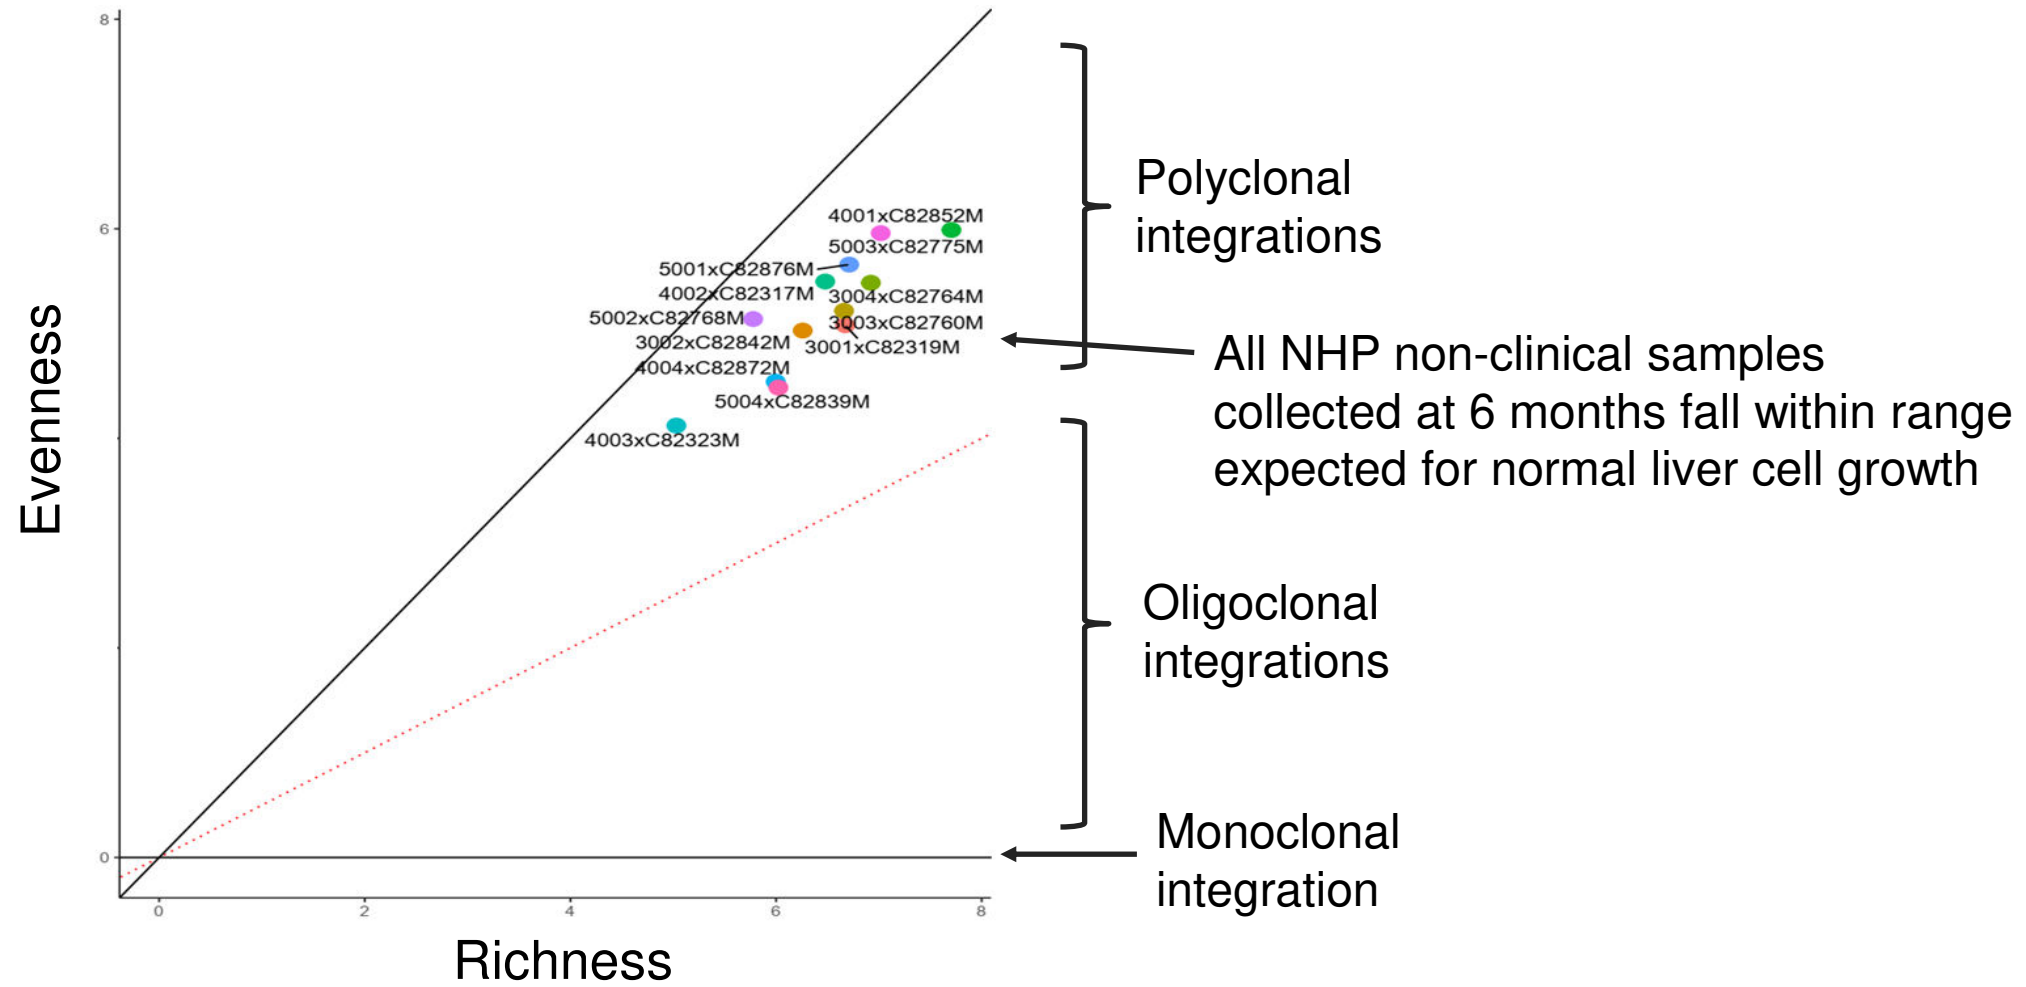 8
6
0
0
2
4
6
8
Evenness
Richness
4001xC82852M
5003xC82775M
5001xC82876M
4002xC82317M
3004xC82764M
5002xC82768M
3003xC82760M
3002xC82842M
3001xC82319M
4004xC82872M
5004xC82839M
4003xC82323M
Polyclonal
integrations
All NHP non-clinical samples
collected at 6 months fall within range
expected for normal liver cell growth
Oligoclonal
integrations
Monoclonal
integration